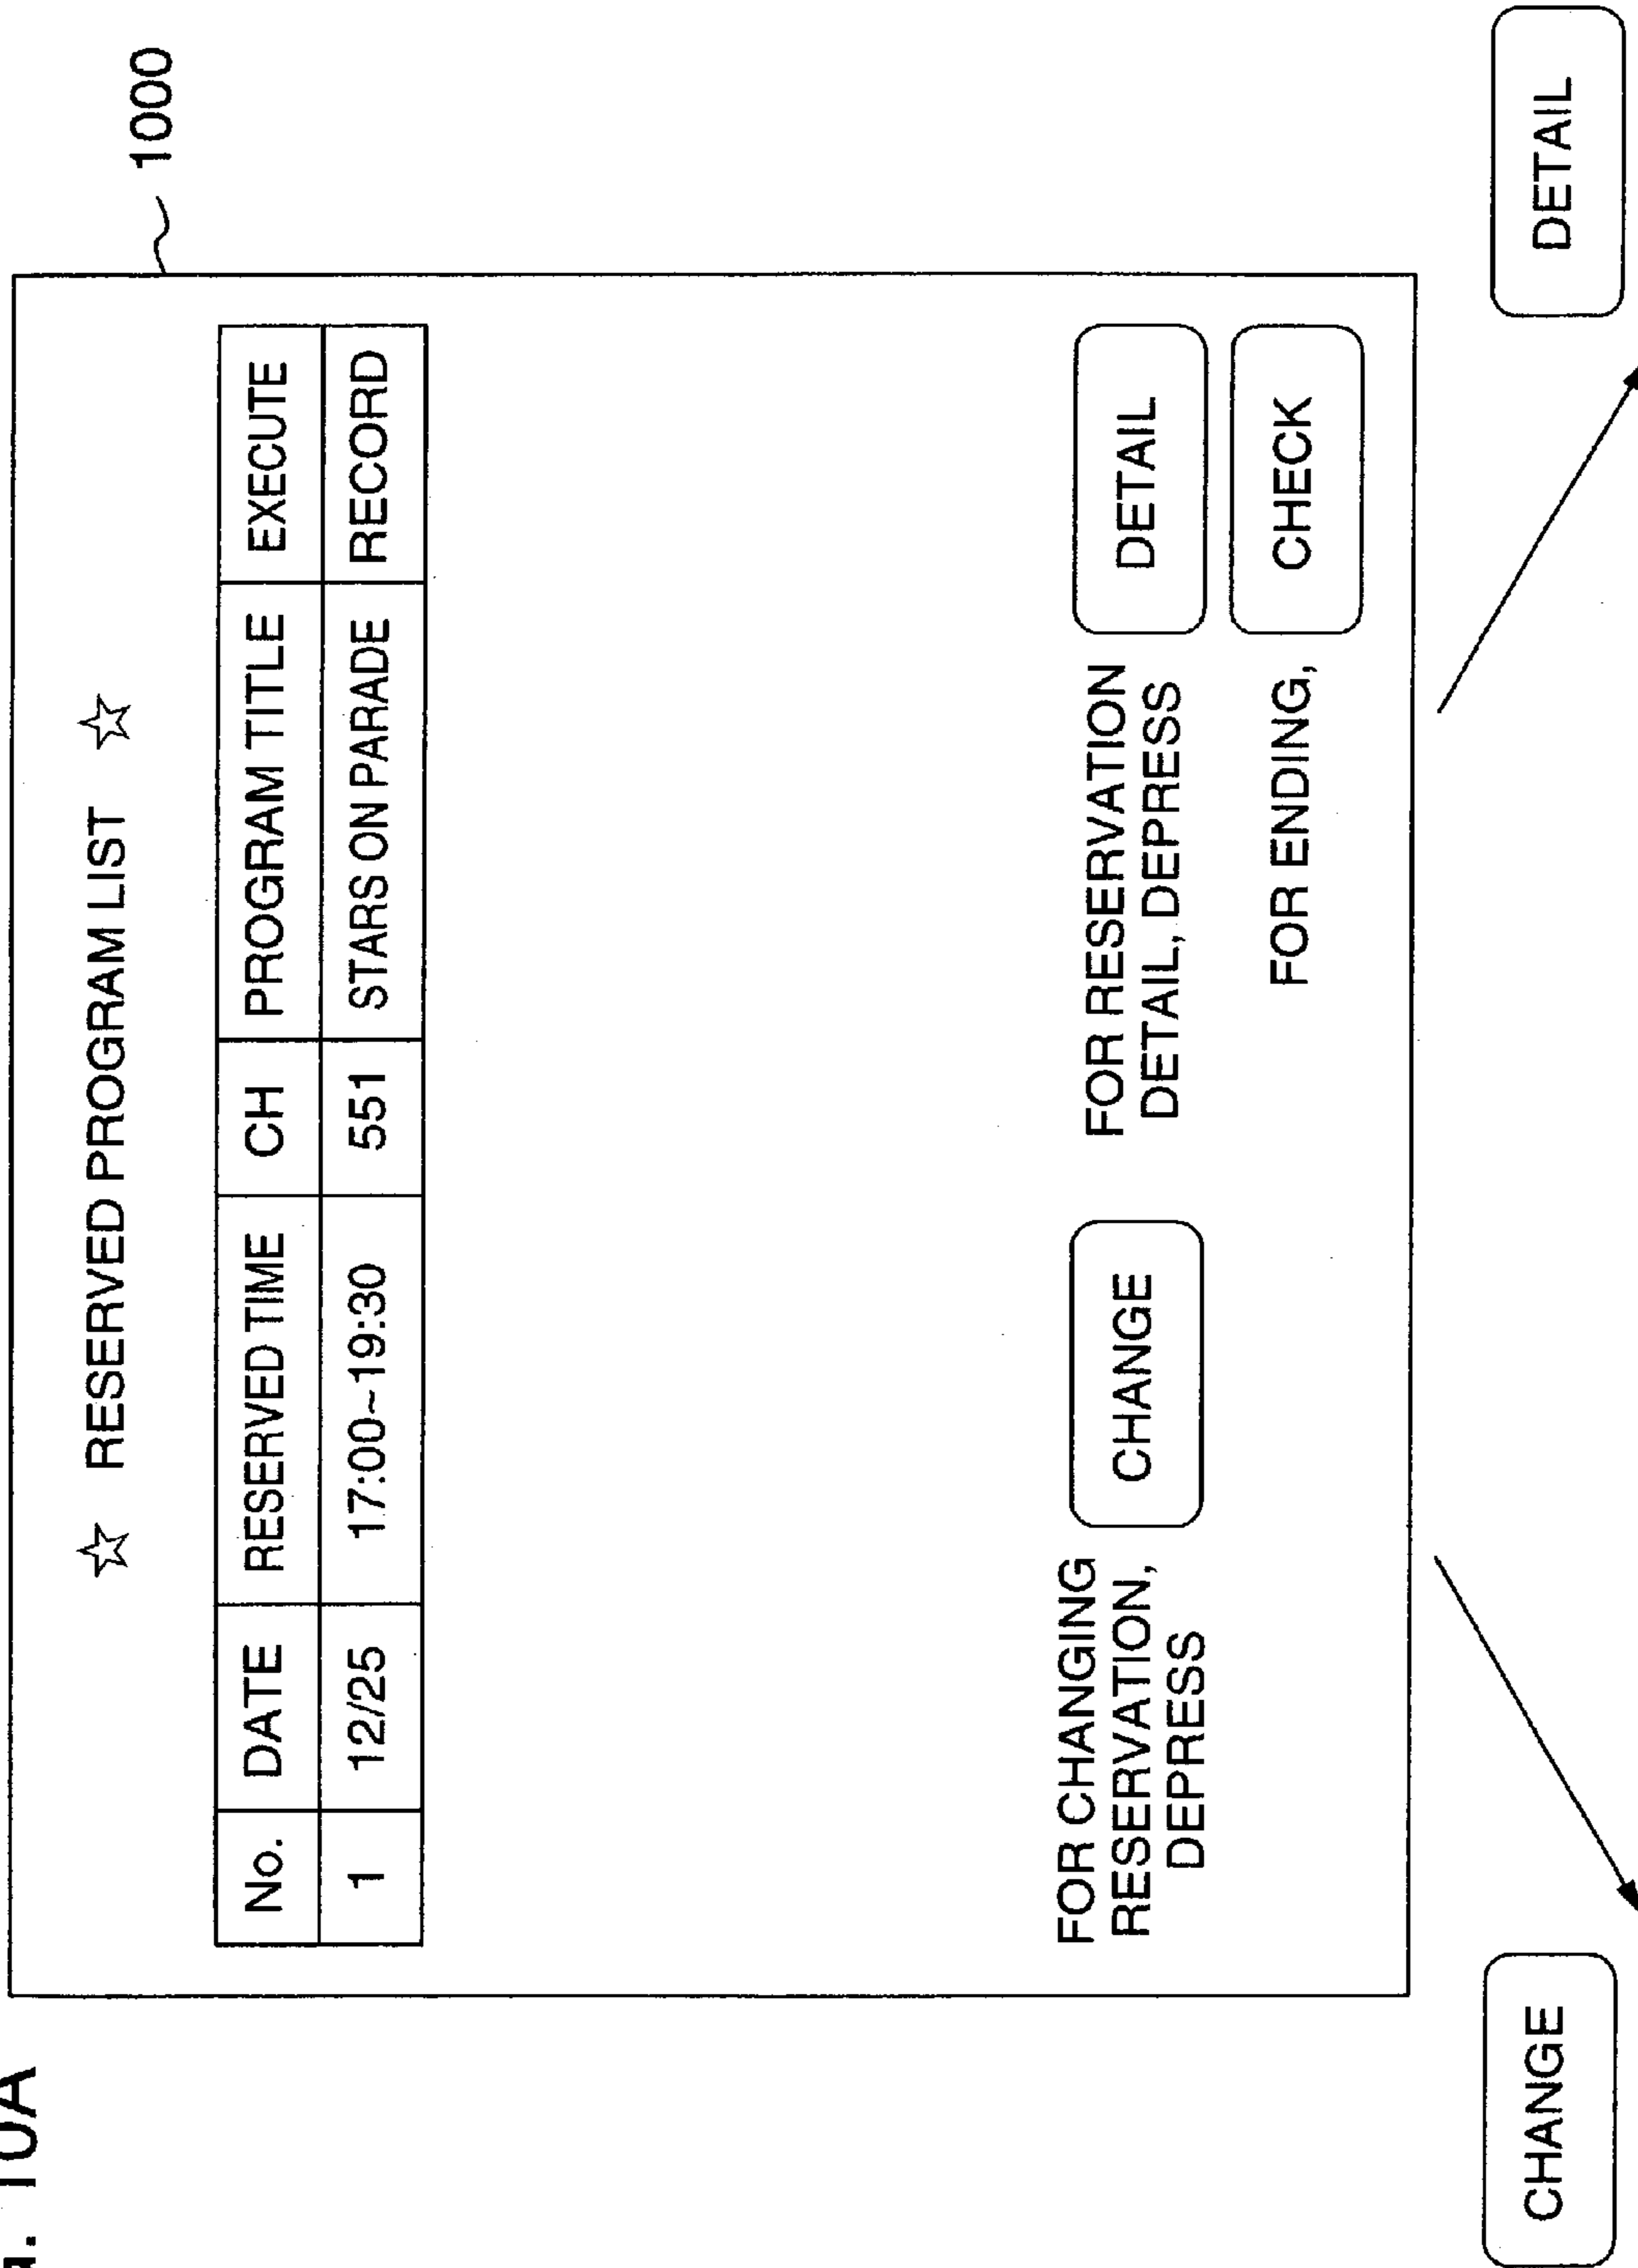 10A
1000
☆ RESERVED PROGRAM LIST ☆
No. DATE RESERVED TIME CH PROGRAM TITLE EXECUTE
1 12/25 17:00~19:30 551 STARS ON PARADE RECORD
FOR CHANGING
RESERVATION,
DEPRESS
CHANGE
FOR RESERVATION
DETAIL, DEPRESS
DETAIL
FOR ENDING,
CHECK
CHANGE
DETAIL